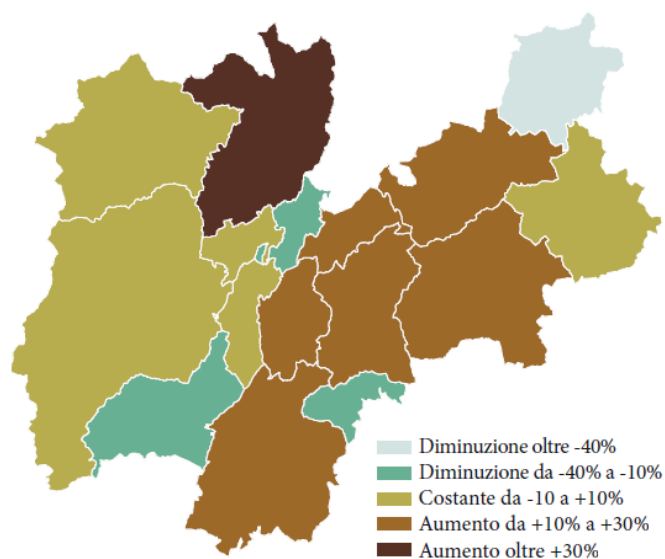 Diminuzione oltre -40%
Diminuzione da -40% a -10%
Costante da -10 a +10%
Aumento da +10% a +30%
Aumento oltre +30%